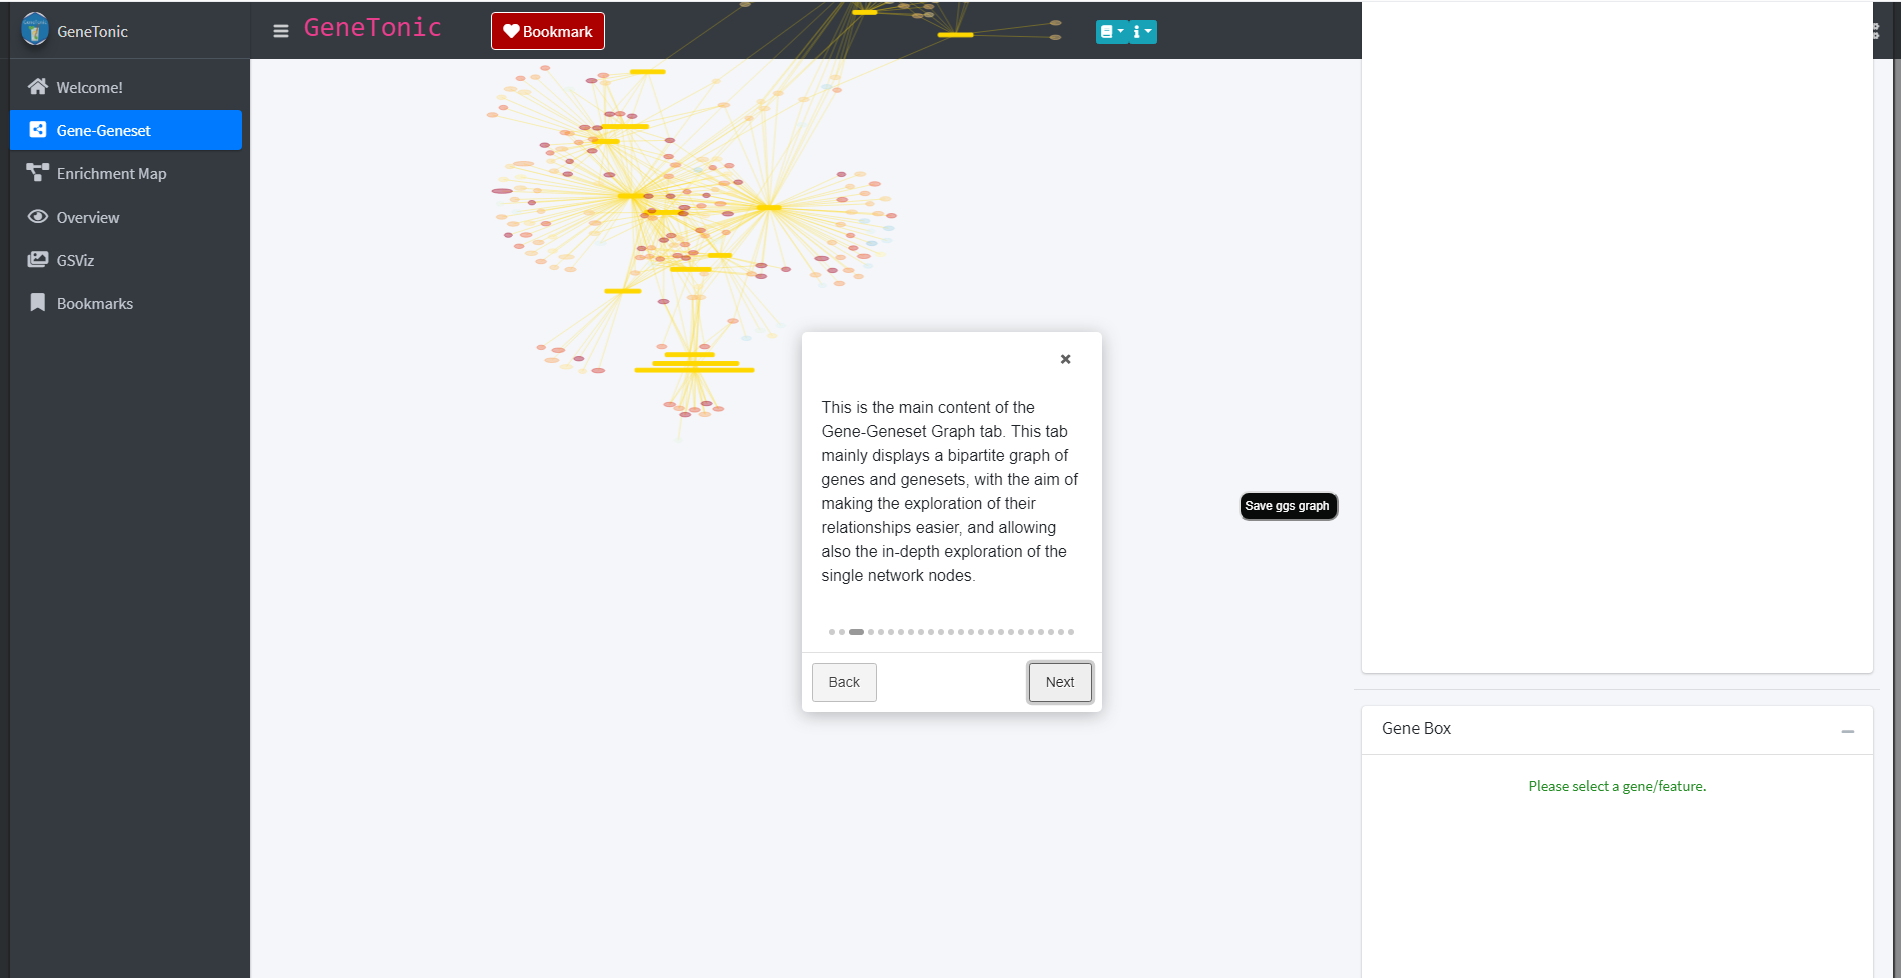 GeneTonic
GeneTonic
Bookmark
Welcome!
Gene-Geneset
Enrichment Map
Overview
GSViz
Bookmarks
This is the main content of the
Gene-Geneset Graph tab. This tab
mainly displays a bipartite graph of
genes and genesets, with the aim of
making the exploration of their
relationships easier, and allowing
also the in-depth exploration of the
single network nodes.
Back
Next
Save ggs graph
Gene Box
Please select a gene/feature.